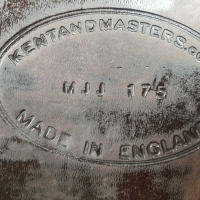 KENTANDMASTERS.co
MJJ 175
MADE IN ENGLAND